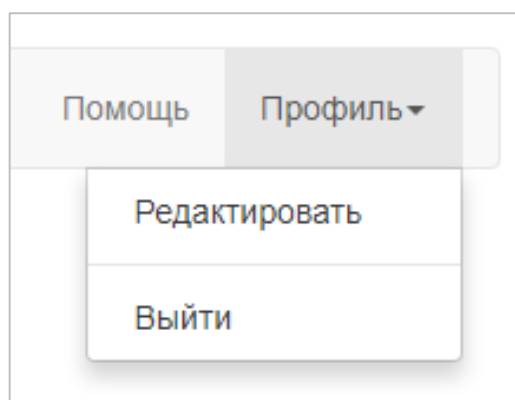 Помощь Профиль
Редактировать
Выйти